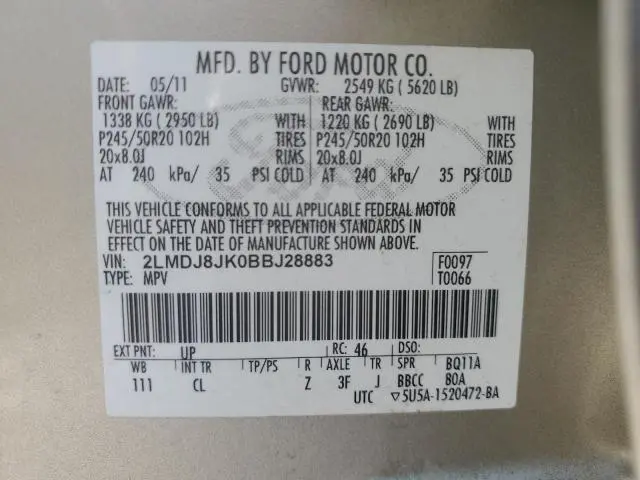 MFD. BY FORD MOTOR CO.
DATE: 05/11 GVWR: 2549 KG ( 5620 LB)
FRONT GAWR: REAR GAWR:
1338 KG ( 2950 LB) WITH 1220 KG ( 2690 LB) WITH
P245/50R20 102H TIRES P245/50R20 102H TIRES
20x8.0J RIMS 20x8.0J RIMS
AT 240 kPa/ 35 PSI COLD AT 240 kPa/ 35 PSI COLD
Ford
THIS VEHICLE CONFORMS TO ALL APPLICABLE FEDERAL MOTOR
VEHICLE SAFETY AND THEFT PREVENTION STANDARDS IN
EFFECT ON THE DATE OF MANUFACTURE SHOWN ABOVE.
VIN: 2LMDJ8JK0BBJ28883 F0097
TYPE: MPV T0066
EXT PNT: UP RC: 46 DSO:
WB INT TR TP/PS R AXLE TR SPR BQ11A
111 CL Z 3F J BBCC 80A
UTC ▽5U5A-1520472-BA